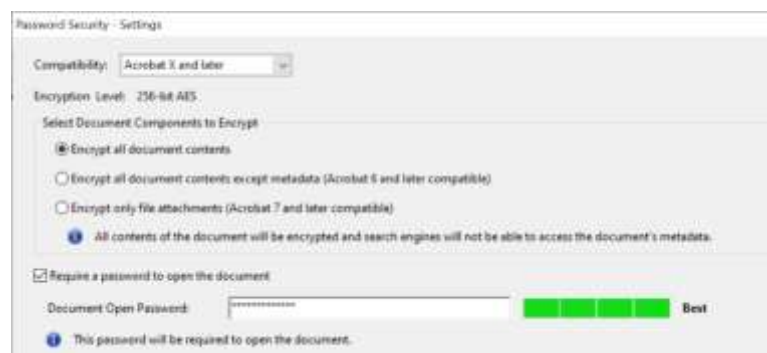 Password Security - Settings
Compatibility: Acrobat X and later
Encryption Level: 256-bit AES
Select Document Components to Encrypt
Encrypt all document contents
Encrypt all document contents except metadata (Acrobat 6 and later compatible)
Encrypt only file attachments (Acrobat 7 and later compatible)
All contents of the document will be encrypted and search engines will not be able to access the document's metadata.
Require a password to open the document
Document Open Password: ************* Best
This password will be required to open the document.